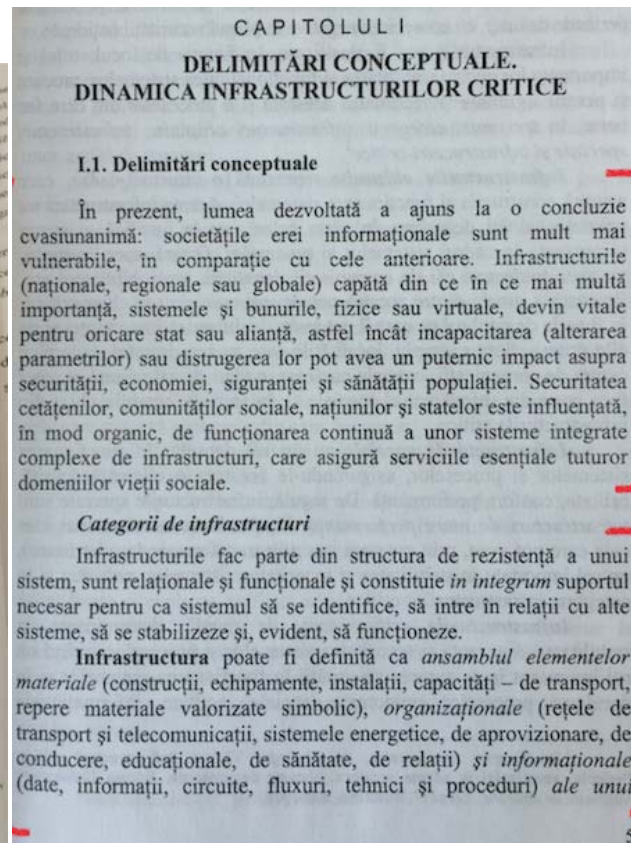 CAPITOLUL I
DELIMITĂRI CONCEPTUALE.
DINAMICA INFRASTRUCTURILOR CRITICE
I.1. Delimitări conceptuale
În prezent, lumea dezvoltată a ajuns la o concluzie
cvasiunanimă: societățile erei informaționale sunt mult mai
vulnerabile, în comparație cu cele anterioare. Infrastructurile
(naționale, regionale sau globale) capătă din ce în ce mai multă
importanță, sistemele și bunurile, fizice sau virtuale, devin vitale
pentru oricare stat sau alianță, astfel încât incapacitarea (alterarea
parametrilor) sau distrugerea lor pot avea un puternic impact asupra
securității, economiei, siguranței și sănătății populației. Securitatea
cetățenilor, comunităților sociale, națiunilor și statelor este influențată,
în mod organic, de funcționarea continuă a unor sisteme integrate
complexe de infrastructuri, care asigură serviciile esențiale tuturor
domeniilor vieții sociale.
Categorii de infrastructuri
Infrastructurile fac parte din structura de rezistență a unui
sistem, sunt relaționale și funcționale și constituie in integrum suportul
necesar pentru ca sistemul să se identifice, să intre în relații cu alte
sisteme, să se stabilizeze și, evident, să funcționeze.
Infrastructura poate fi definită ca ansamblul elementelor
materiale (construcții, echipamente, instalații, capacități – de transport,
repere materiale valorizate simbolic), organizaționale (rețele de
transport și telecomunicații, sistemele energetice, de aprovizionare, de
conducere, educaționale, de sănătate, de relații) și informaționale
(date, informații, circuite, fluxuri, tehnici și proceduri) ale unui
5